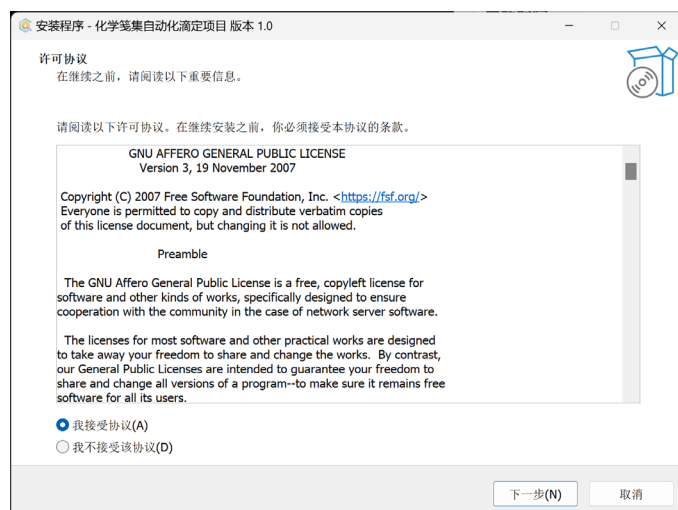 安装程序 - 化学笺集自动化滴定项目 版本 1.0
许可协议
在继续之前，请阅读以下重要信息。
请阅读以下许可协议。在继续安装之前，你必须接受本协议的条款。
GNU AFFERO GENERAL PUBLIC LICENSE
Version 3, 19 November 2007
Copyright (C) 2007 Free Software Foundation, Inc. <https://fsf.org/>
Everyone is permitted to copy and distribute verbatim copies
of this license document, but changing it is not allowed.
Preamble
The GNU Affero General Public License is a free, copyleft license for
software and other kinds of works, specifically designed to ensure
cooperation with the community in the case of network server software.
The licenses for most software and other practical works are designed
to take away your freedom to share and change the works.  By contrast,
our General Public Licenses are intended to guarantee your freedom to
share and change all versions of a program--to make sure it remains free
software for all its users.
我接受协议(A)
我不接受该协议(D)
下一步(N)
取消